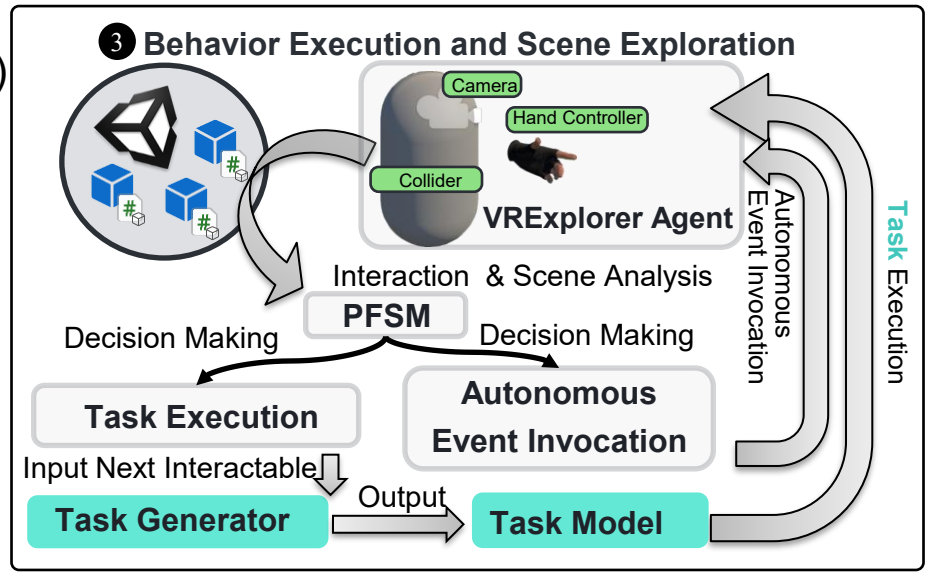 )
3 Behavior Execution and Scene Exploration
Camera
Hand Controller
Collider
VRExplorer Agent
#
#
#
Interaction & Scene Analysis
PFSM
Decision Making
Decision Making
Task Execution
Autonomous
Event Invocation
Input Next Interactable
Task Generator
Output
Task Model
Autonomous
Event Invocation
Task Execution